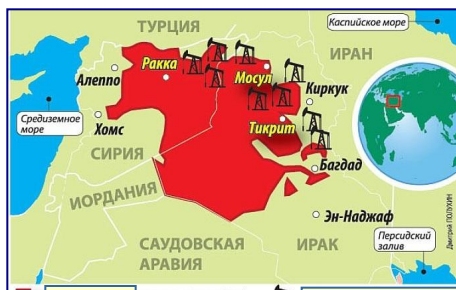 ТУРЦИЯ
Каспийское море
ИРАН
Алеппо
Ракка
Мосул
Киркук
Средиземное
море
Хомс
Тикрит
СИРИЯ
Багдад
ИОРДАНИЯ
Эн-Наджаф
САУДОВСКАЯ
АРАВИЯ
ИРАК
Персидский
залив
Дмитрий ПОЛУХИН